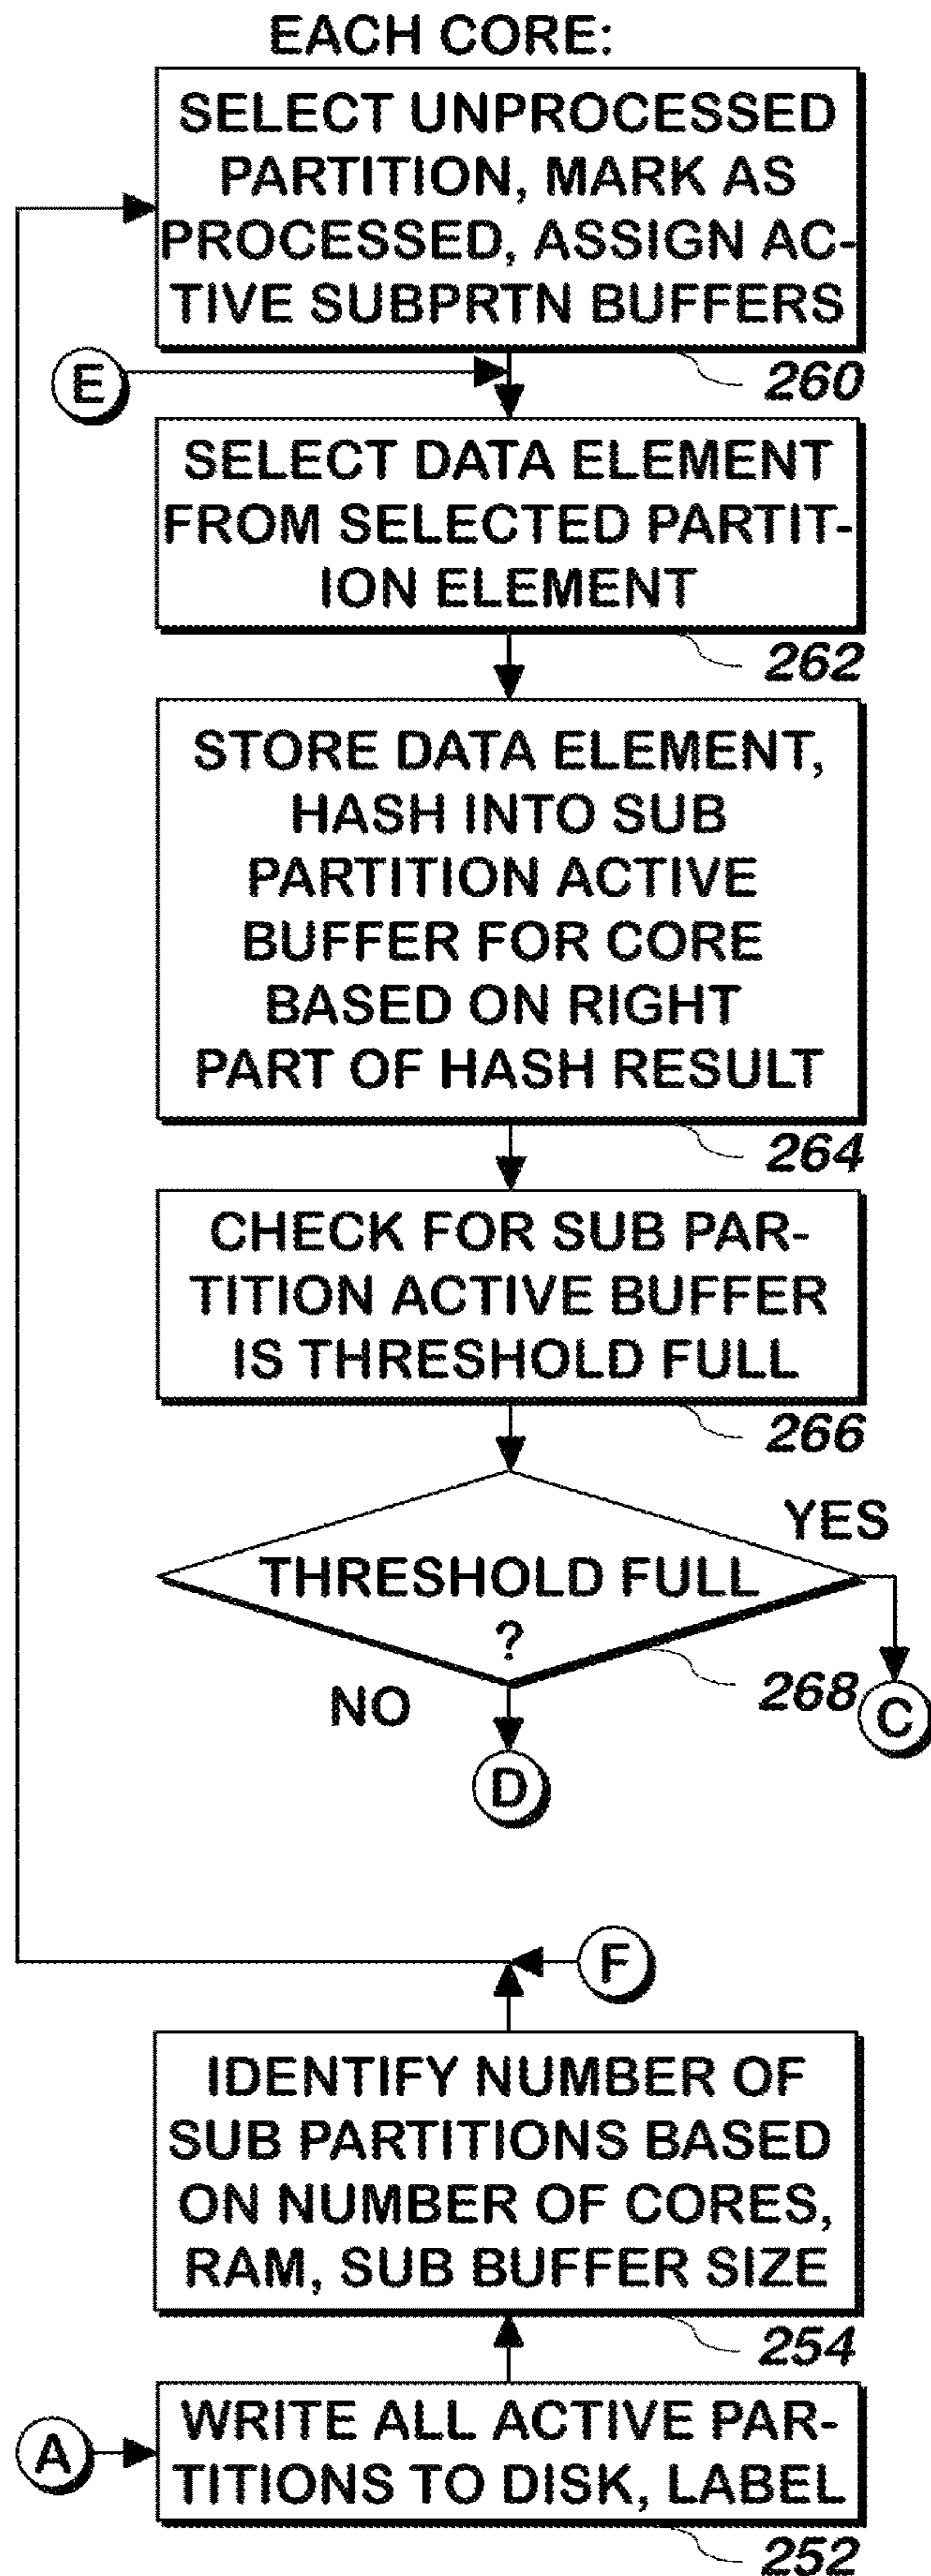 EACH CORE:
SELECT UNPROCESSED
PARTITION, MARK AS
PROCESSED, ASSIGN AC-
TIVE SUBPRTN BUFFERS
260
E
SELECT DATA ELEMENT
FROM SELECTED PARTIT-
ION ELEMENT
262
STORE DATA ELEMENT,
HASH INTO SUB
PARTITION ACTIVE
BUFFER FOR CORE
BASED ON RIGHT
PART OF HASH RESULT
264
CHECK FOR SUB PAR-
TITION ACTIVE BUFFER
IS THRESHOLD FULL
266
YES
THRESHOLD FULL
?
268
C
NO
D
F
IDENTIFY NUMBER OF
SUB PARTITIONS BASED
ON NUMBER OF CORES,
RAM, SUB BUFFER SIZE
254
A
WRITE ALL ACTIVE PAR-
TITIONS TO DISK, LABEL
252